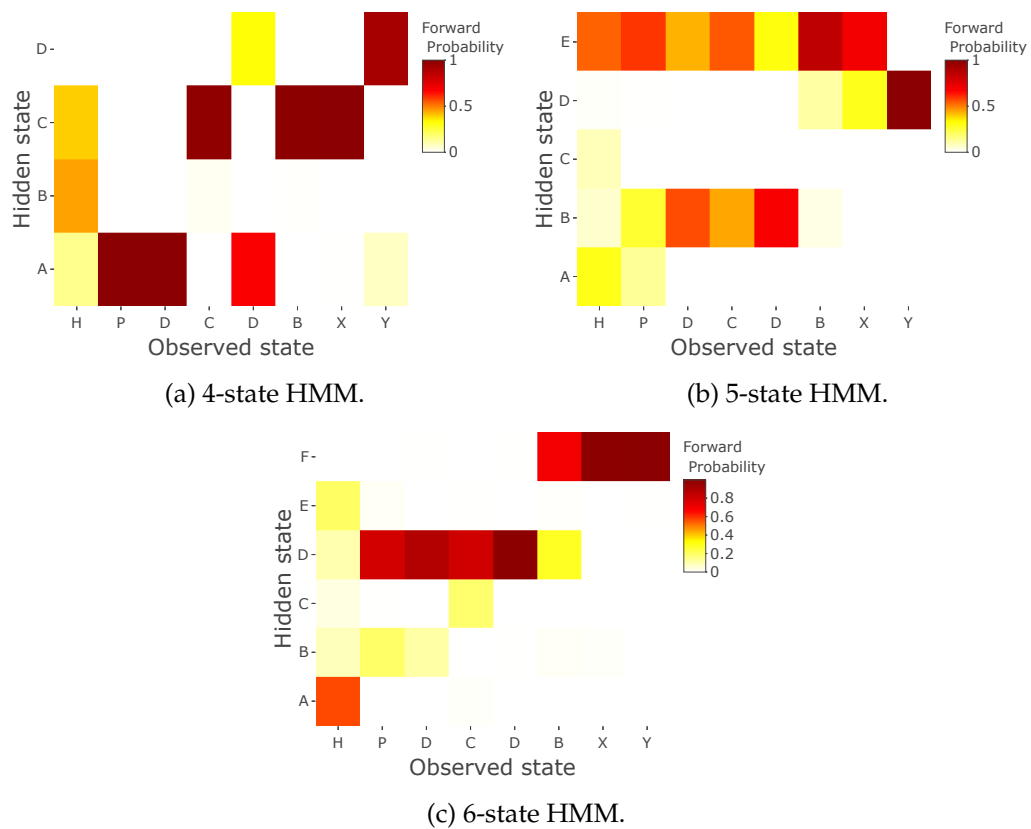 Forward
Probability
1
0.5
0
Hidden state
D
C
B
A
H P D C D B X Y
Observed state
(a) 4-state HMM.
Forward
Probability
1
0.5
0
Hidden state
E
D
C
B
A
H P D C D B X Y
Observed state
(b) 5-state HMM.
Forward
Probability
0.8
0.6
0.4
0.2
0
Hidden state
F
E
D
C
B
A
H P D C D B X Y
Observed state
(c) 6-state HMM.